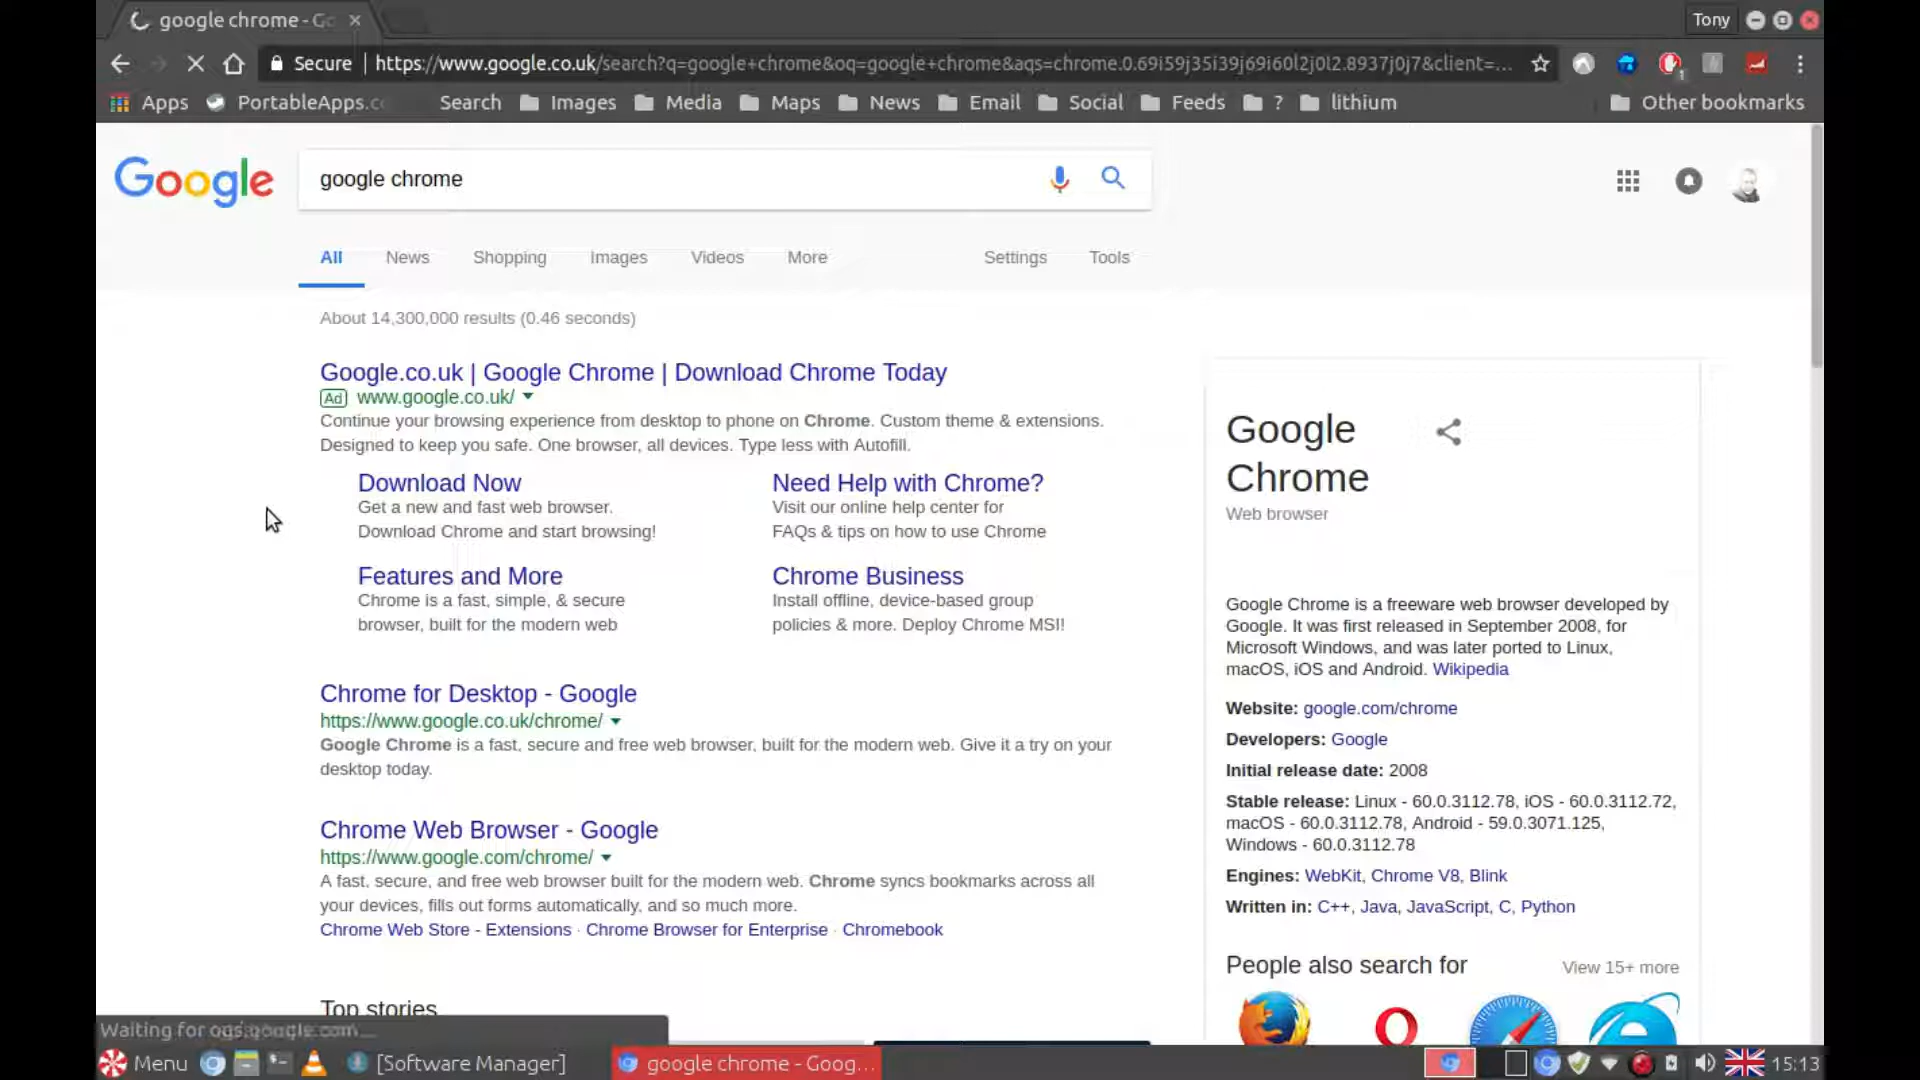 google chrome - Go
Tony
Secure | https://www.google.co.uk/search?q=google+chrome&oq=google+chrome&aqs=chrome.0.69i59j35i39j69i60l2j0l2.8937j0j7&client=...
Apps PortableApps.c Search Images Media Maps News Email Social Feeds ? lithium Other bookmarks
Google
google chrome
All News Shopping Images Videos More Settings Tools
About 14,300,000 results (0.46 seconds)
Google.co.uk | Google Chrome | Download Chrome Today
Ad www.google.co.uk/
Continue your browsing experience from desktop to phone on Chrome. Custom theme & extensions.
Designed to keep you safe. One browser, all devices. Type less with Autofill.
Download Now
Get a new and fast web browser.
Download Chrome and start browsing!
Need Help with Chrome?
Visit our online help center for
FAQs & tips on how to use Chrome
Features and More
Chrome is a fast, simple, & secure
browser, built for the modern web
Chrome Business
Install offline, device-based group
policies & more. Deploy Chrome MSI!
Chrome for Desktop - Google
https://www.google.co.uk/chrome/
Google Chrome is a fast, secure and free web browser, built for the modern web. Give it a try on your
desktop today.
Chrome Web Browser - Google
https://www.google.com/chrome/
A fast, secure, and free web browser built for the modern web. Chrome syncs bookmarks across all
your devices, fills out forms automatically, and so much more.
Chrome Web Store - Extensions · Chrome Browser for Enterprise · Chromebook
Top stories
Google
Chrome
Web browser
Google Chrome is a freeware web browser developed by
Google. It was first released in September 2008, for
Microsoft Windows, and was later ported to Linux,
macOS, iOS and Android. Wikipedia
Website: google.com/chrome
Developers: Google
Initial release date: 2008
Stable release: Linux - 60.0.3112.78, iOS - 60.0.3112.72,
macOS - 60.0.3112.78, Android - 59.0.3071.125,
Windows - 60.0.3112.78
Engines: WebKit, Chrome V8, Blink
Written in: C++, Java, JavaScript, C, Python
People also search for
View 15+ more
Waiting for ogs.google.com...
Menu [Software Manager] google chrome - Goog... 15:13